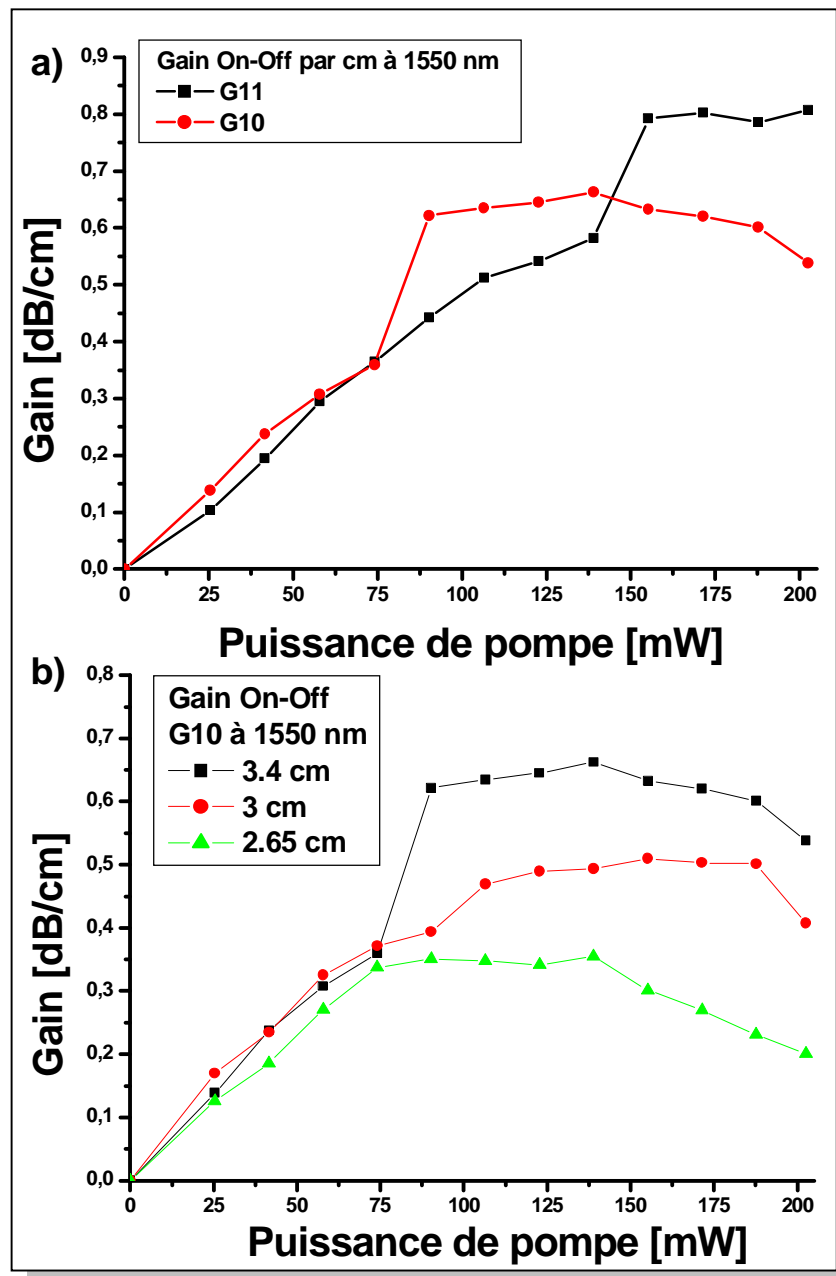 a)
Gain On-Off par cm à 1550 nm
G11
G10
0,9
0,8
0,7
0,6
0,5
0,4
0,3
0,2
0,1
0,0
Gain [dB/cm]
0 25 50 75 100 125 150 175 200
Puissance de pompe [mW]
b)
Gain On-Off
G10 à 1550 nm
3.4 cm
3 cm
2.65 cm
0,8
0,7
0,6
0,5
0,4
0,3
0,2
0,1
0,0
Gain [dB/cm]
0 25 50 75 100 125 150 175 200
Puissance de pompe [mW]